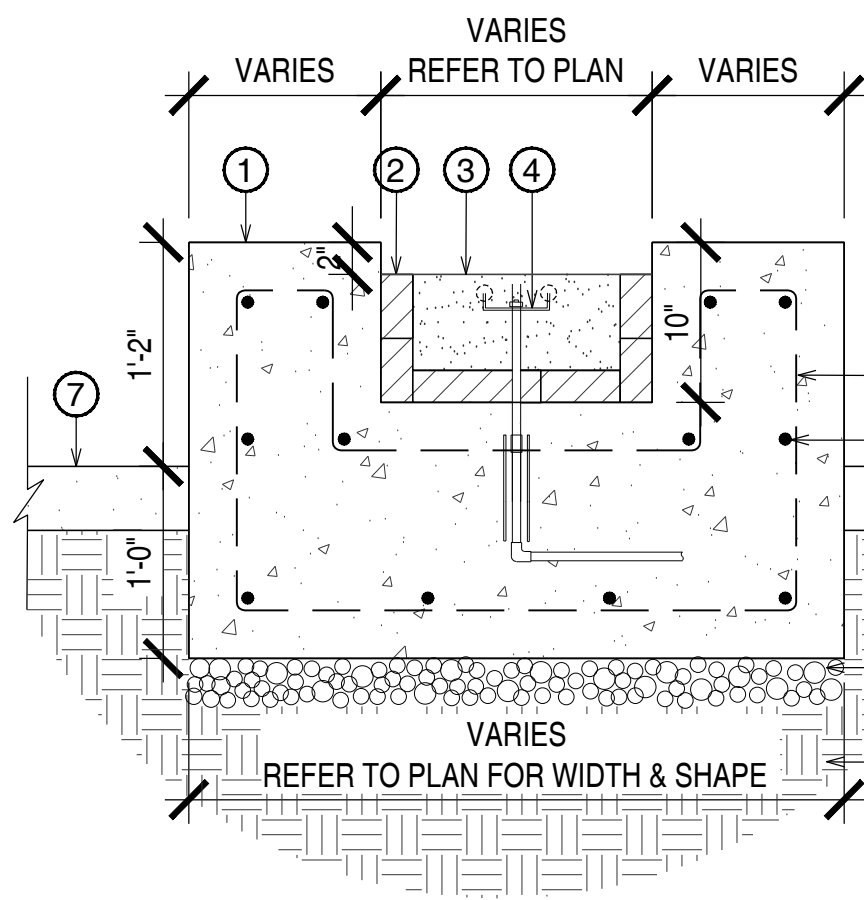 VARIES
VARIES
REFER TO PLAN
VARIES
1
2
3
4
2"
10"
1'-2"
7
1'-0"
VARIES
REFER TO PLAN FOR WIDTH & SHAPE